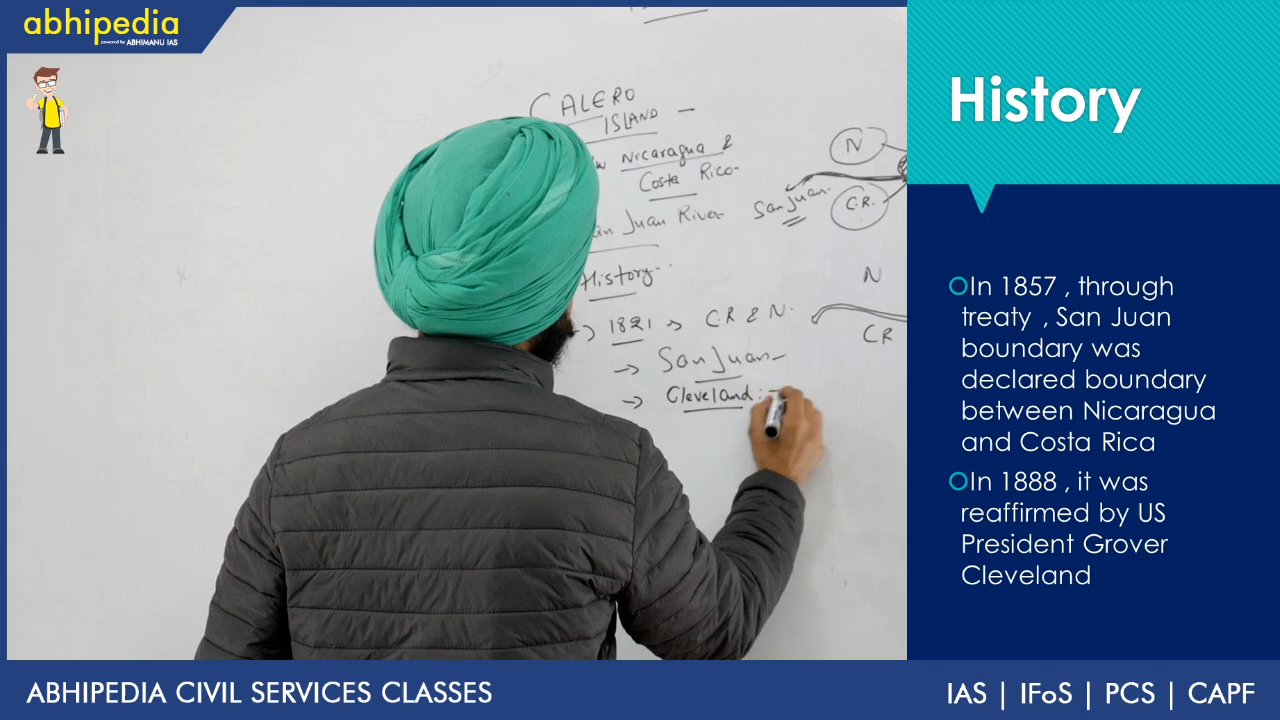 abhipedia
powered by ABHIMANU IAS
CALERO
ISLAND –
Nicaragua &
Costa Rico-
Juan River
San Juan.
N
C.R.
History..
N
CR
1821 → C.R & N.
→ San Juan –
→ Cleveland: –
History
In 1857 , through
treaty , San Juan
boundary was
declared boundary
between Nicaragua
and Costa Rica
In 1888 , it was
reaffirmed by US
President Grover
Cleveland
ABHIPEDIA CIVIL SERVICES CLASSES
IAS | IFoS | PCS | CAPF